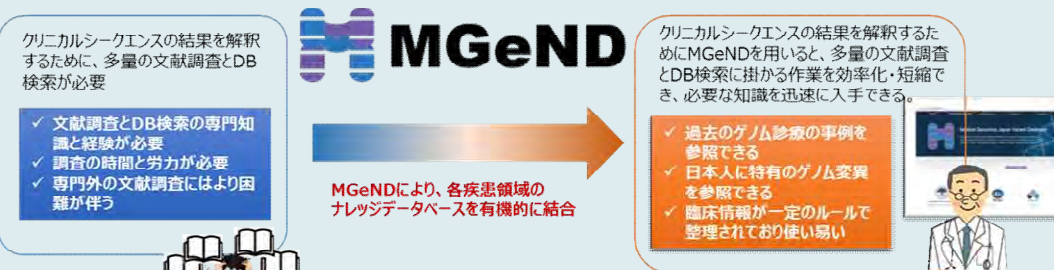 クリニカルシークエンスの結果を解釈
するために、多量の文献調査とDB
検索が必要
✓ 文献調査とDB検索の専門知
識と経験が必要
✓ 調査の時間と労力が必要
✓ 専門外の文献調査にはより困
難が伴う
MGeND
MGeNDにより、各疾患領域の
ナレッジデータベースを有機的に結合
クリニカルシークエンスの結果を解釈するた
めにMGeNDを用いると、多量の文献調査
とDB検索に掛かる作業を効率化・短縮で
き、必要な知識を迅速に入手できる。
✓ 過去のゲノム診療の事例を
参照できる
✓ 日本人に特有のゲノム変異
を参照できる
✓ 臨床情報が一定のルールで
整理されており使い易い